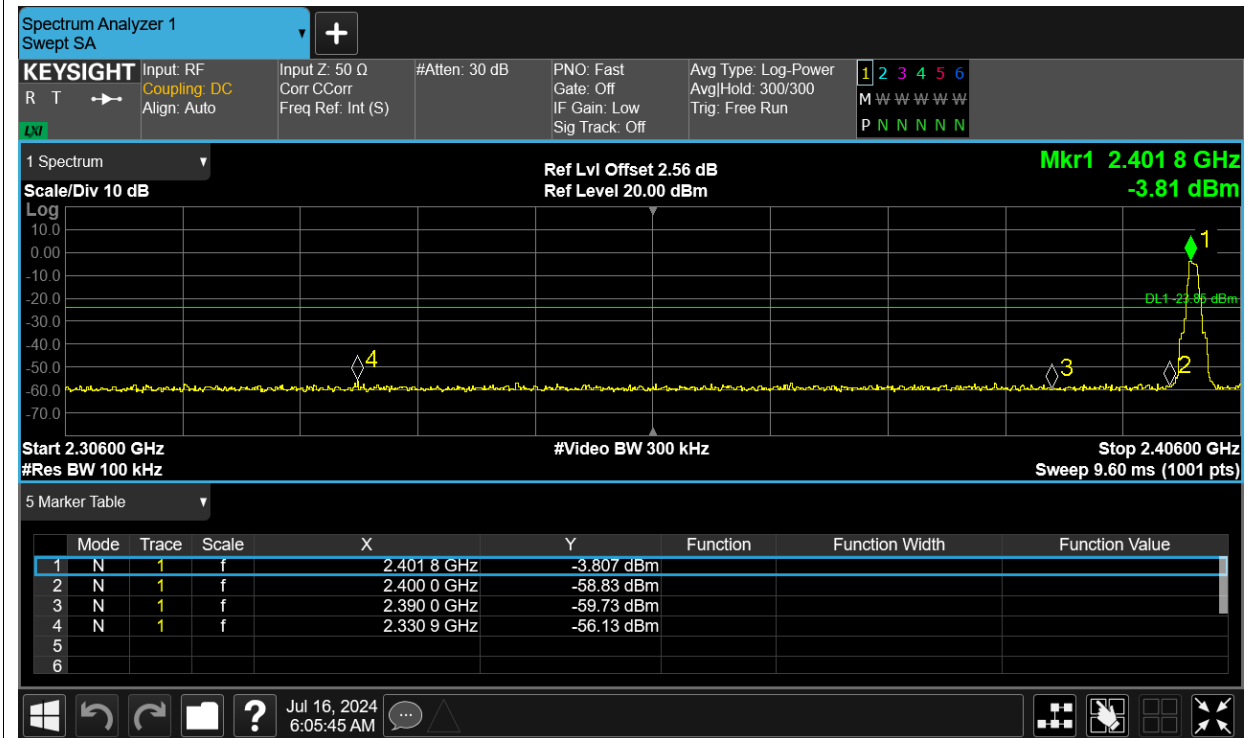 Spectrum Analyzer 1
Swept SA
KEYSIGHT
R T
LXI
Input: RF
Coupling: DC
Align: Auto
Input Z: 50 Ω
Corr CCorr
Freq Ref: Int (S)
#Atten: 30 dB
PNO: Fast
Gate: Off
IF Gain: Low
Sig Track: Off
Avg Type: Log-Power
Avg|Hold: 300/300
Trig: Free Run
1 2 3 4 5 6
M W W W W W
P N N N N N
1 Spectrum
Scale/Div 10 dB
Ref Lvl Offset 2.56 dB
Ref Level 20.00 dBm
Mkr1 2.401 8 GHz
-3.81 dBm
Log
10.0
0.00
-10.0
-20.0
-30.0
-40.0
-50.0
-60.0
-70.0
1
DL1 -23.85 dBm
4
3
2
Start 2.30600 GHz
#Video BW 300 kHz
Stop 2.40600 GHz
#Res BW 100 kHz
Sweep 9.60 ms (1001 pts)
5 Marker Table
Mode Trace Scale X Y Function Function Width Function Value
1 N 1 f 2.401 8 GHz -3.807 dBm
2 N 1 f 2.400 0 GHz -58.83 dBm
3 N 1 f 2.390 0 GHz -59.73 dBm
4 N 1 f 2.330 9 GHz -56.13 dBm
5
6
?
Jul 16, 2024
6:05:45 AM